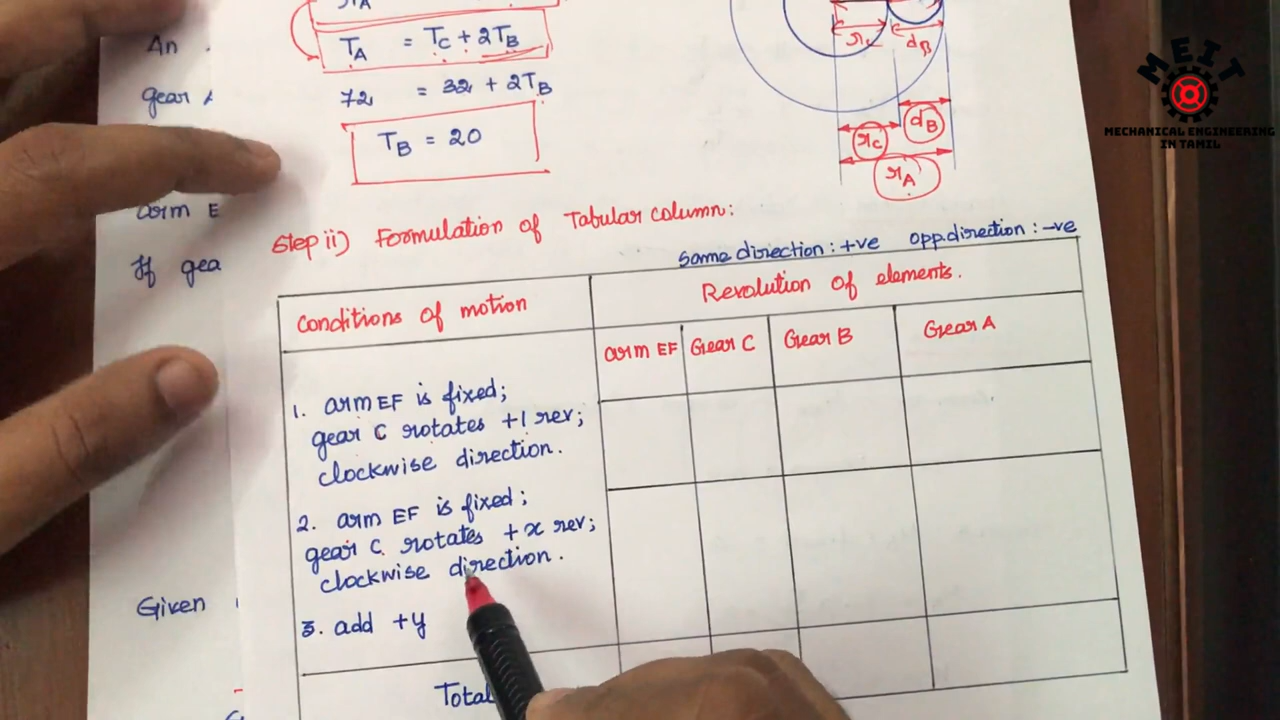 An
gear A
arm E
If gea
Given
T_A = T_C + 2T_B
72 = 32 + 2T_B
T_B = 20
r_c d_B
d_B
r_c
r_A
MEIT
MECHANICAL ENGINEERING
IN TAMIL
Step ii) Formulation of Tabular column:
same direction : +ve opp.direction : -ve
Conditions of motion
Revolution of elements.
arm EF Gear C Gear B Gear A
1. arm EF is fixed;
gear C rotates +1 rev;
clockwise direction.
2. arm EF is fixed;
gear C rotates +x rev;
clockwise direction.
3. add +y
Total